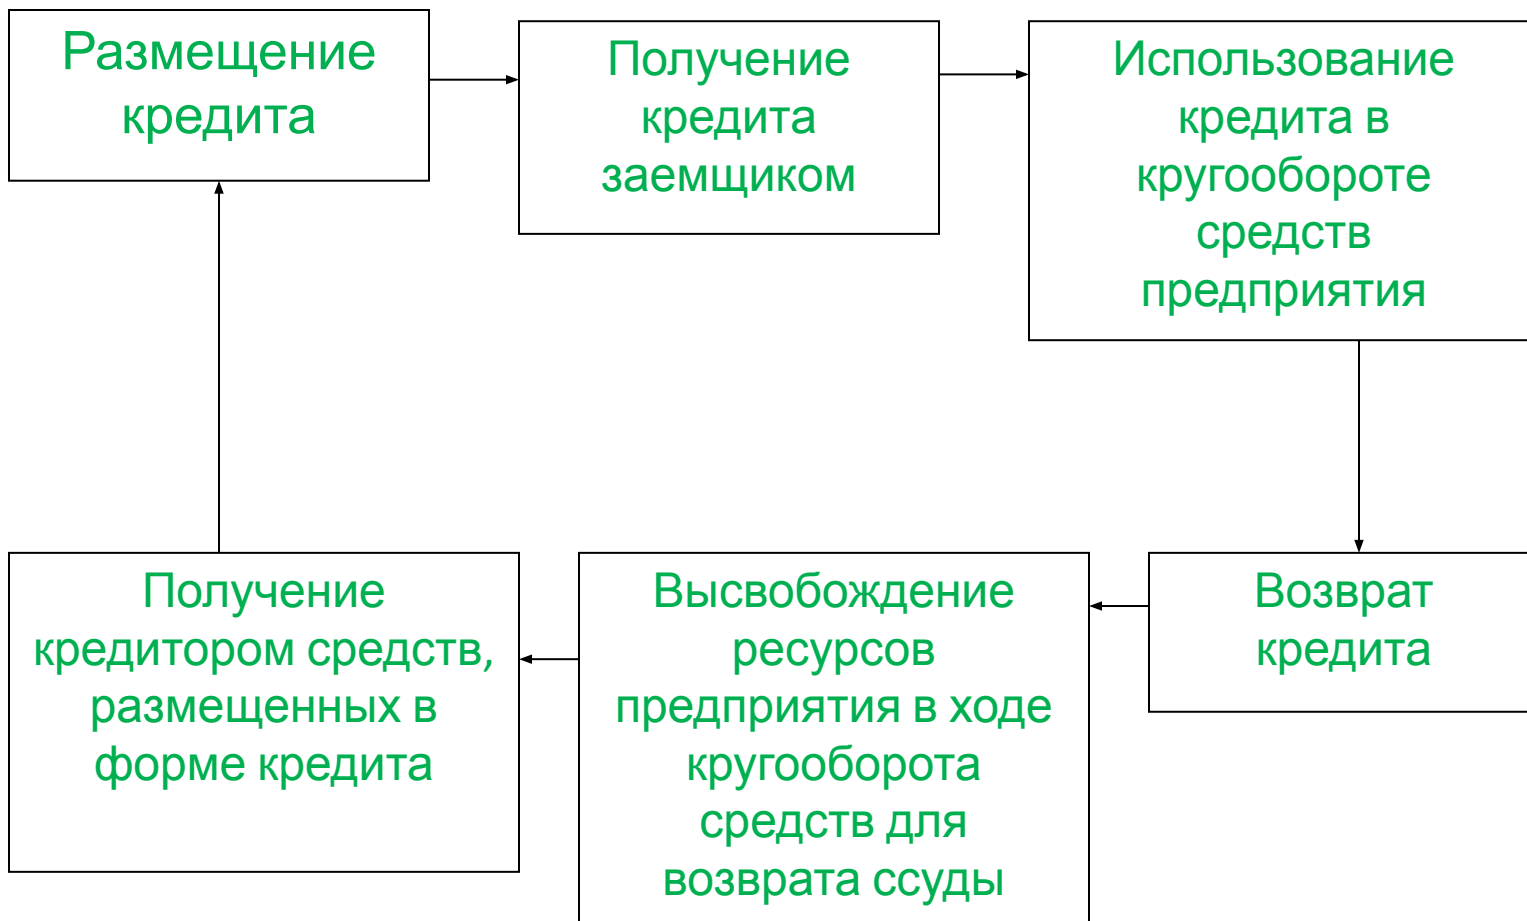 Размещение
кредита
Получение
кредита
заемщиком
Использование
кредита в
кругообороте
средств
предприятия
Возврат
кредита
Высвобождение
ресурсов
предприятия в ходе
кругооборота
средств для
возврата ссуды
Получение
кредитором средств,
размещенных в
форме кредита